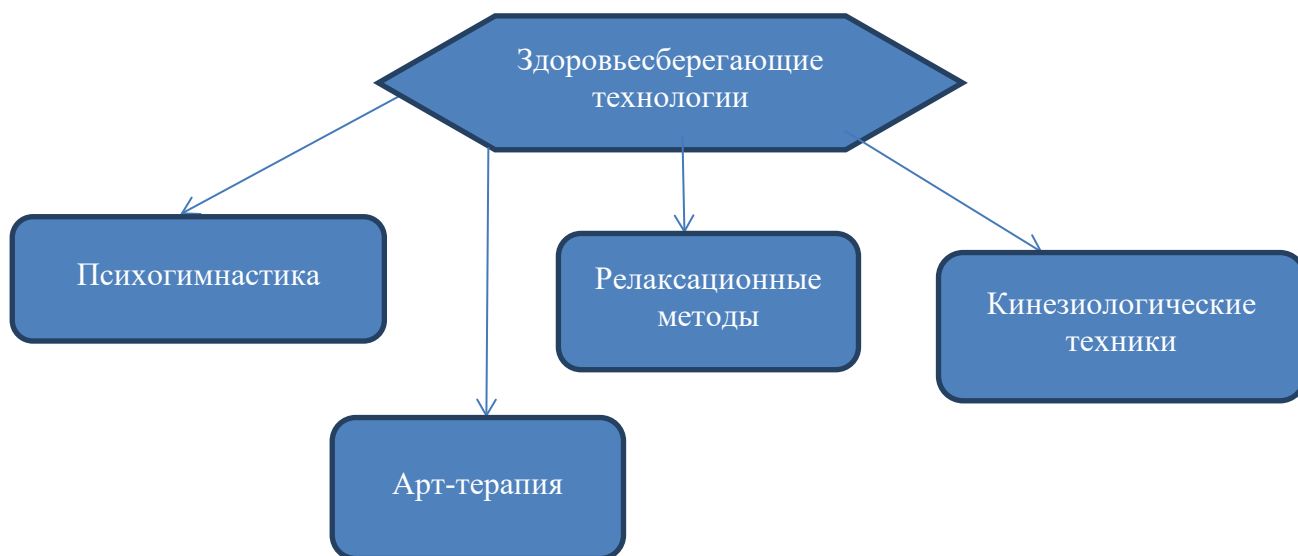 Здоровьесберегающие
технологии
Психогимнастика
Релаксационные
методы
Кинезиологические
техники
Арт-терапия